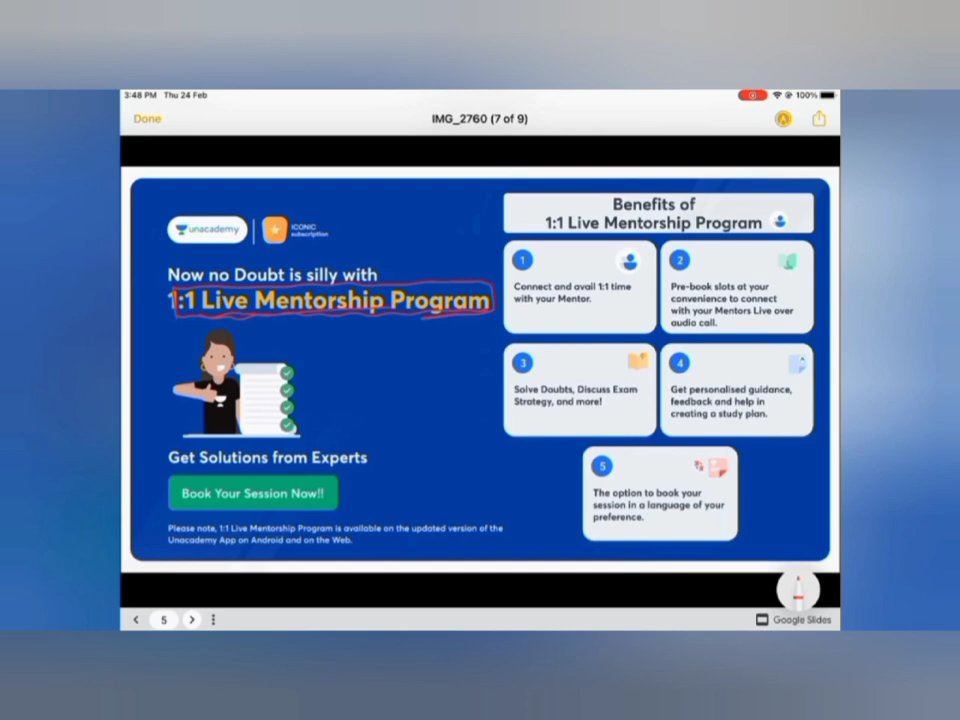 3:48 PM Thu 24 Feb
100%
Done
IMG_2760 (7 of 9)
unacademy
ICONIC
subscription
Now no Doubt is silly with
1:1 Live Mentorship Program
Get Solutions from Experts
Book Your Session Now!!
Please note, 1:1 Live Mentorship Program is available on the updated version of the
Unacademy App on Android and on the Web.
Benefits of
1:1 Live Mentorship Program
1
Connect and avail 1:1 time
with your Mentor.
2
Pre-book slots at your
convenience to connect
with your Mentors Live over
audio call.
3
Solve Doubts, Discuss Exam
Strategy, and more!
4
Get personalised guidance,
feedback and help in
creating a study plan.
5
The option to book your
session in a language of your
preference.
5
Google Slides